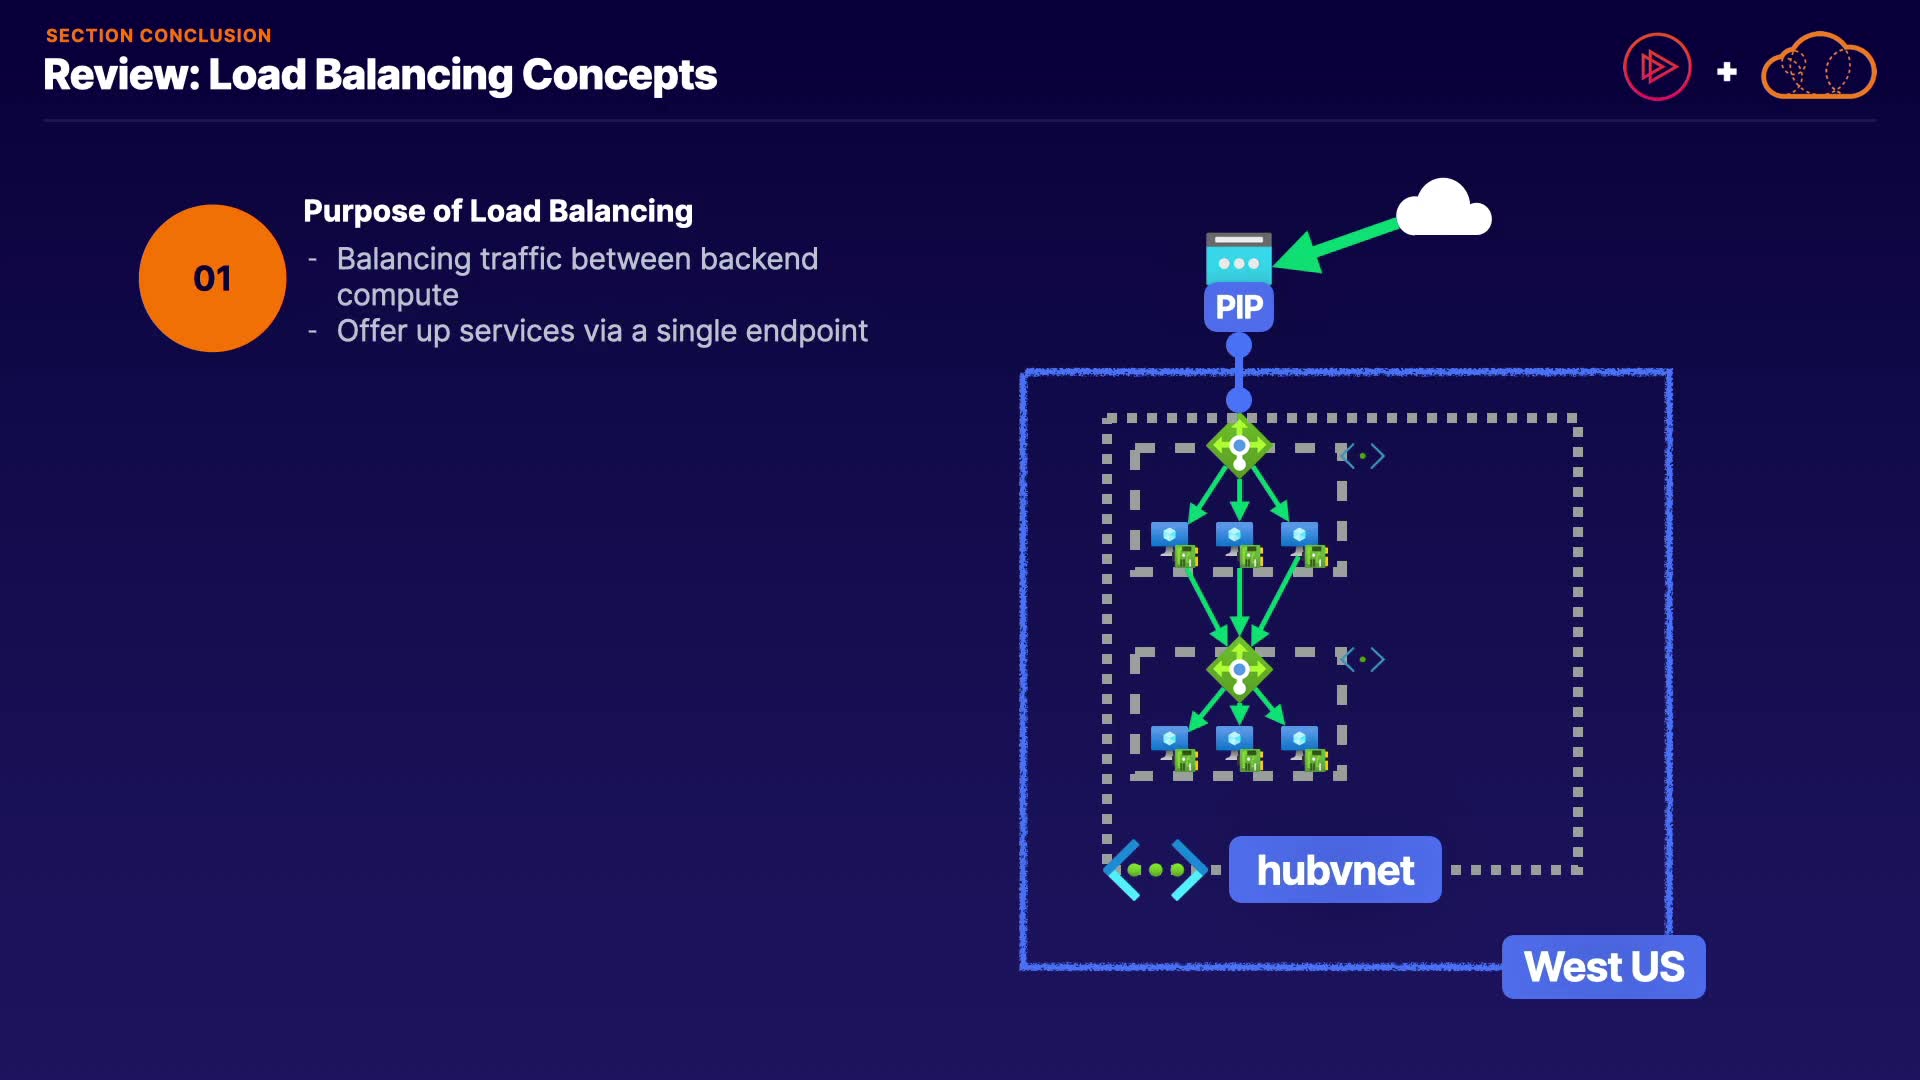 SECTION CONCLUSION
Review: Load Balancing Concepts
+
01
Purpose of Load Balancing
- Balancing traffic between backend
compute
- Offer up services via a single endpoint
PIP
hubvnet
West US